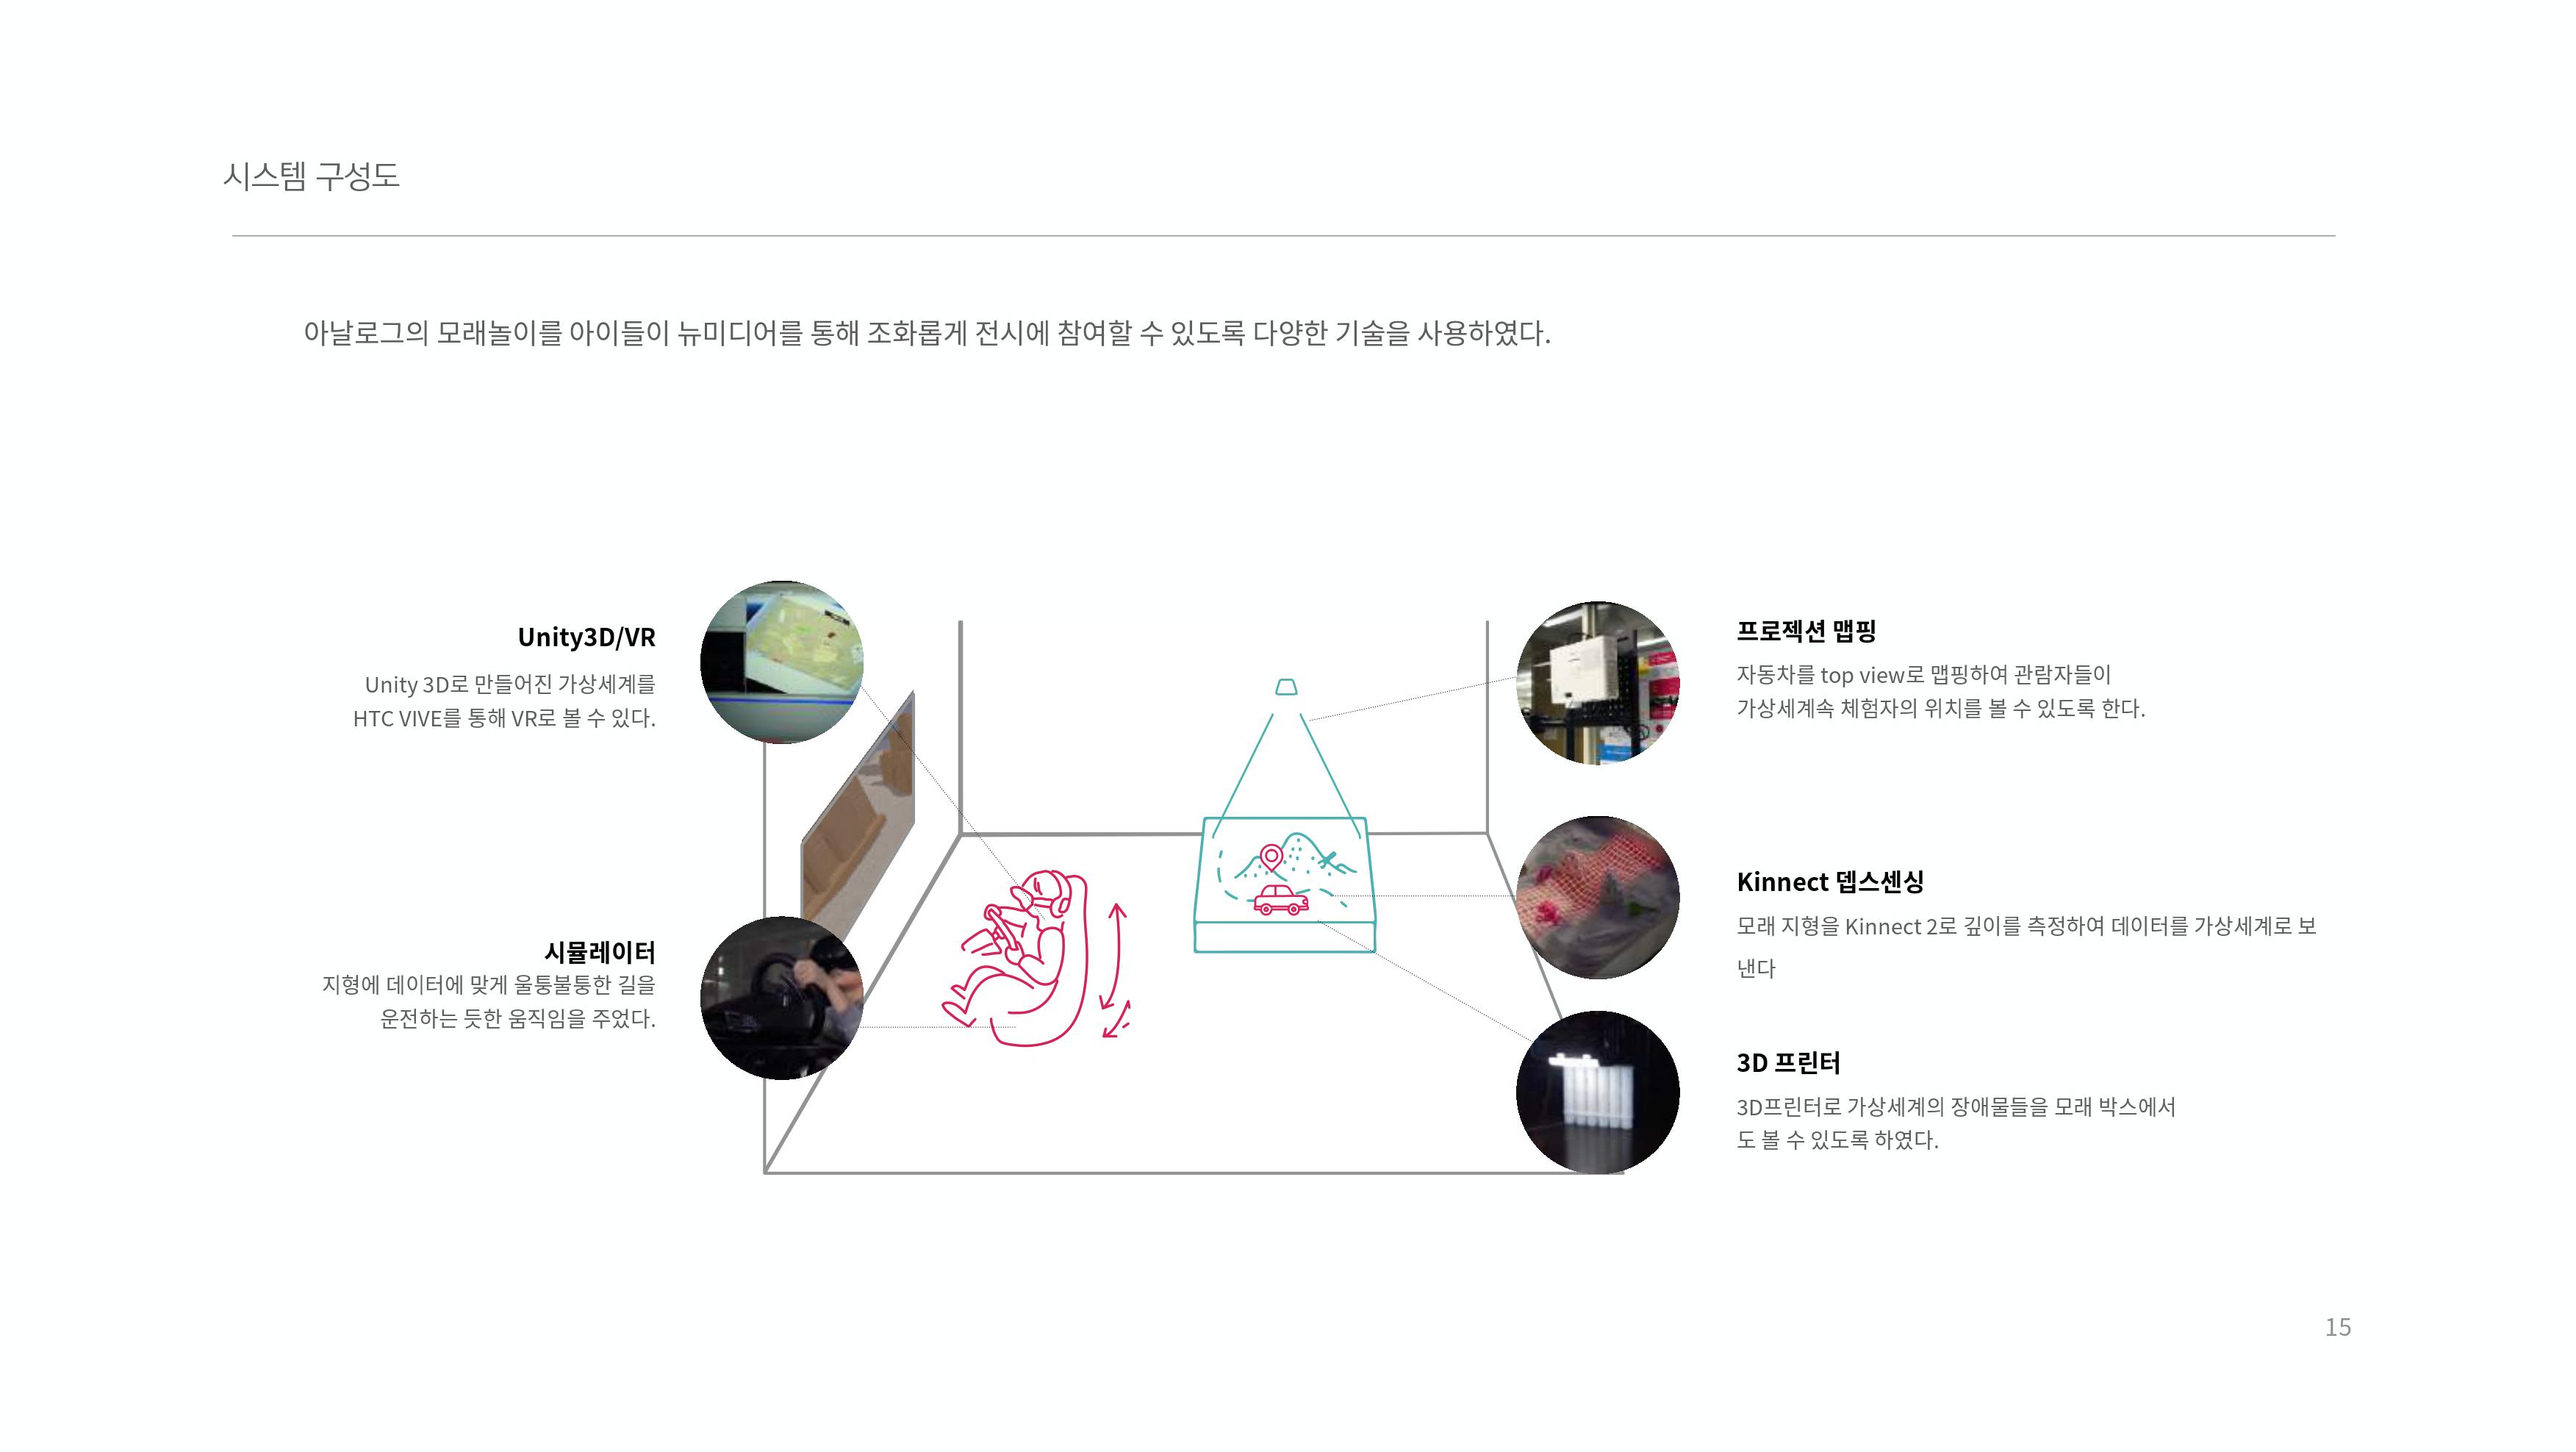 시스템 구성도
아날로그의 모래놀이를 아이들이 뉴미디어를 통해 조화롭게 전시에 참여할 수 있도록 다양한 기술을 사용하였다.
Unity3D/VR
Unity 3D로 만들어진 가상세계를
HTC VIVE를 통해 VR로 볼 수 있다.
시뮬레이터
지형에 데이터에 맞게 울퉁불퉁한 길을
운전하는 듯한 움직임을 주었다.
프로젝션 맵핑
자동차를 top view로 맵핑하여 관람자들이
가상세계속 체험자의 위치를 볼 수 있도록 한다.
Kinnect 뎁스센싱
모래 지형을 Kinnect 2로 깊이를 측정하여 데이터를 가상세계로 보
낸다
3D 프린터
3D프린터로 가상세계의 장애물들을 모래 박스에서
도 볼 수 있도록 하였다.
15